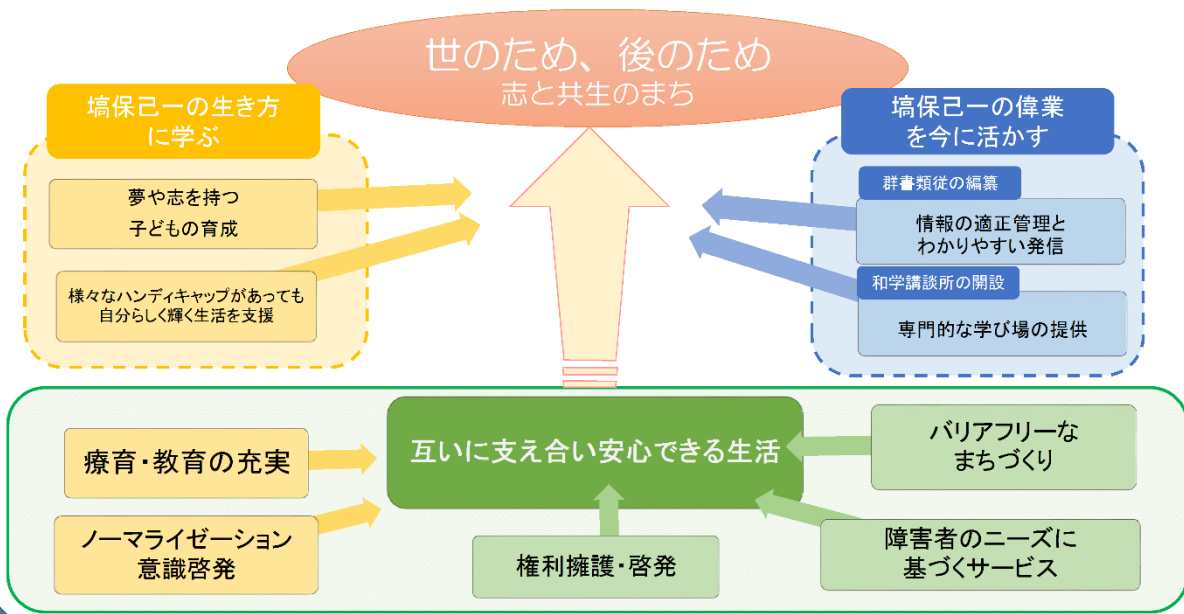 世のため、後のため
志と共生のまち
塙保己一の生き方
に学ぶ
夢や志を持つ
子どもの育成
様々なハンディキャップがあっても
自分らしく輝く生活を支援
塙保己一の偉業
を今に活かす
群書類従の編纂
情報の適正管理と
わかりやすい発信
和学講談所の開設
専門的な学び場の提供
互いに支え合い安心できる生活
療育・教育の充実
ノーマライゼーション
意識啓発
権利擁護・啓発
バリアフリーな
まちづくり
障害者のニーズに
基づくサービス